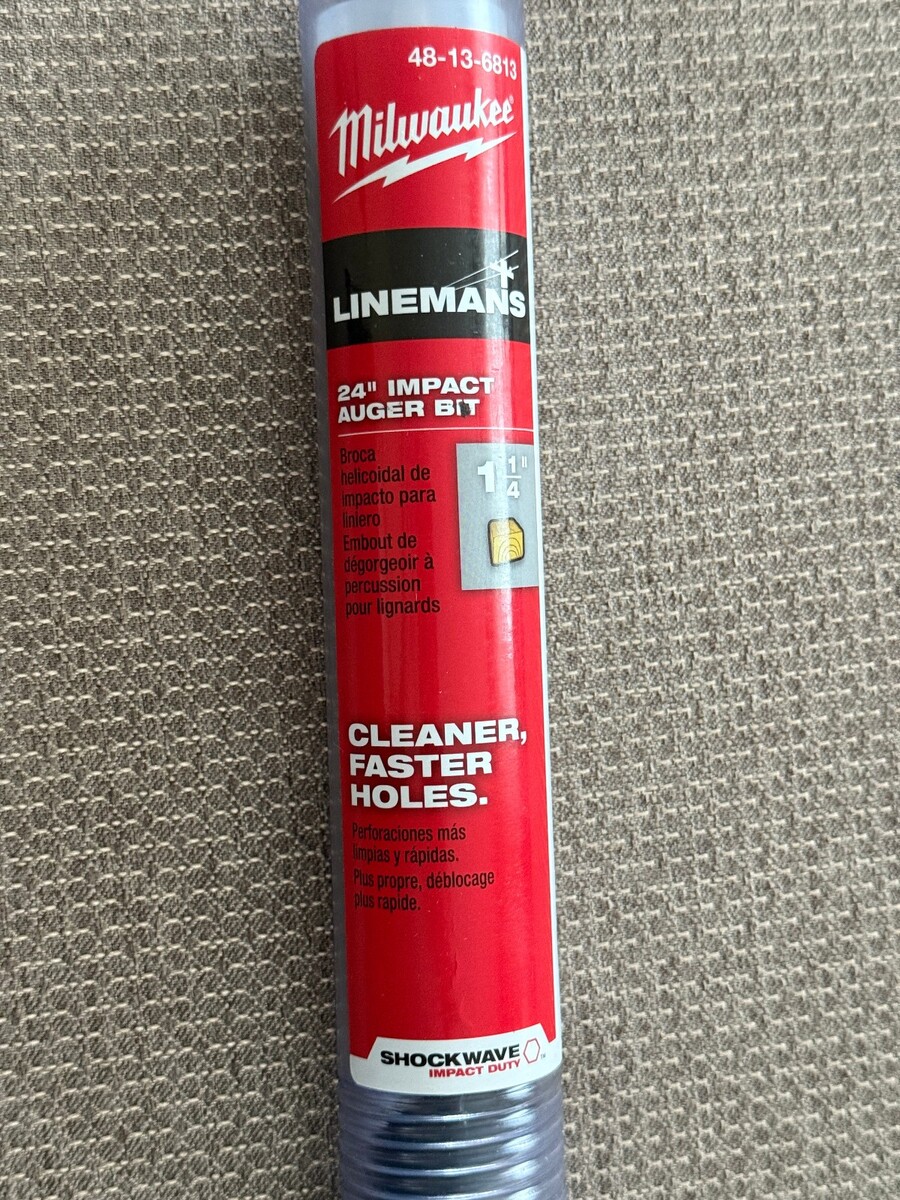 48-13-6813
Milwaukee®
LINEMANS
24" IMPACT
AUGER BIT
Broca
helicoidal de
impacto para
liniero
Embout de
dégorgeoir à
percussion
pour lignards
1 1/4"
CLEANER,
FASTER
HOLES.
Perforaciones más
limpias y rápidas.
Plus propre, déblocage
plus rapide.
SHOCKWAVE™
IMPACT DUTY